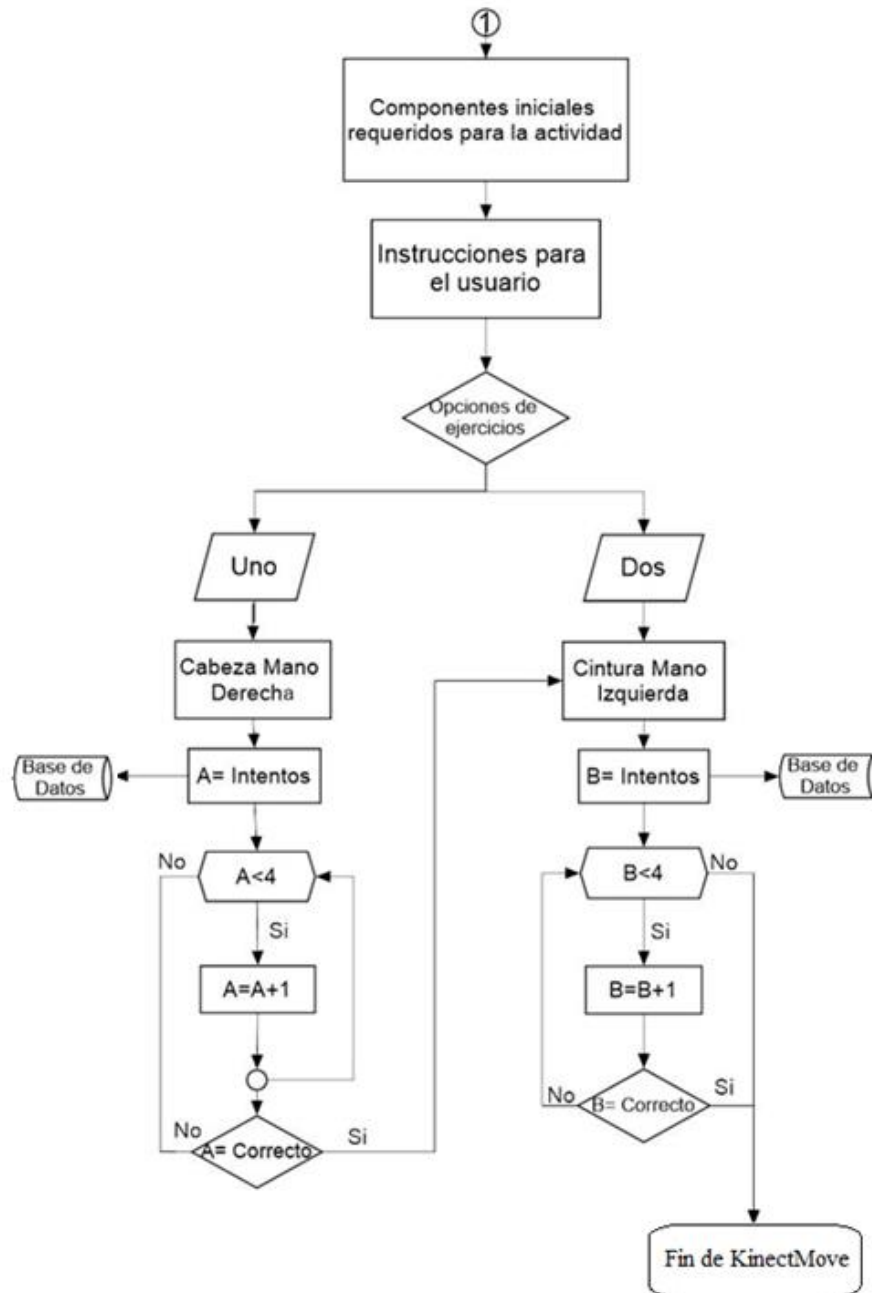 1
Componentes iniciales
requeridos para la actividad
Instrucciones para
el usuario
Opciones de
ejercicios
Uno
Dos
Cabeza Mano
Derecha
Cintura Mano
Izquierda
Base de
Datos
A= Intentos
B= Intentos
Base de
Datos
No
A<4
B<4
No
Si
Si
A=A+1
B=B+1
No
A= Correcto
Si
No
B= Correcto
Si
Fin de KinectMove